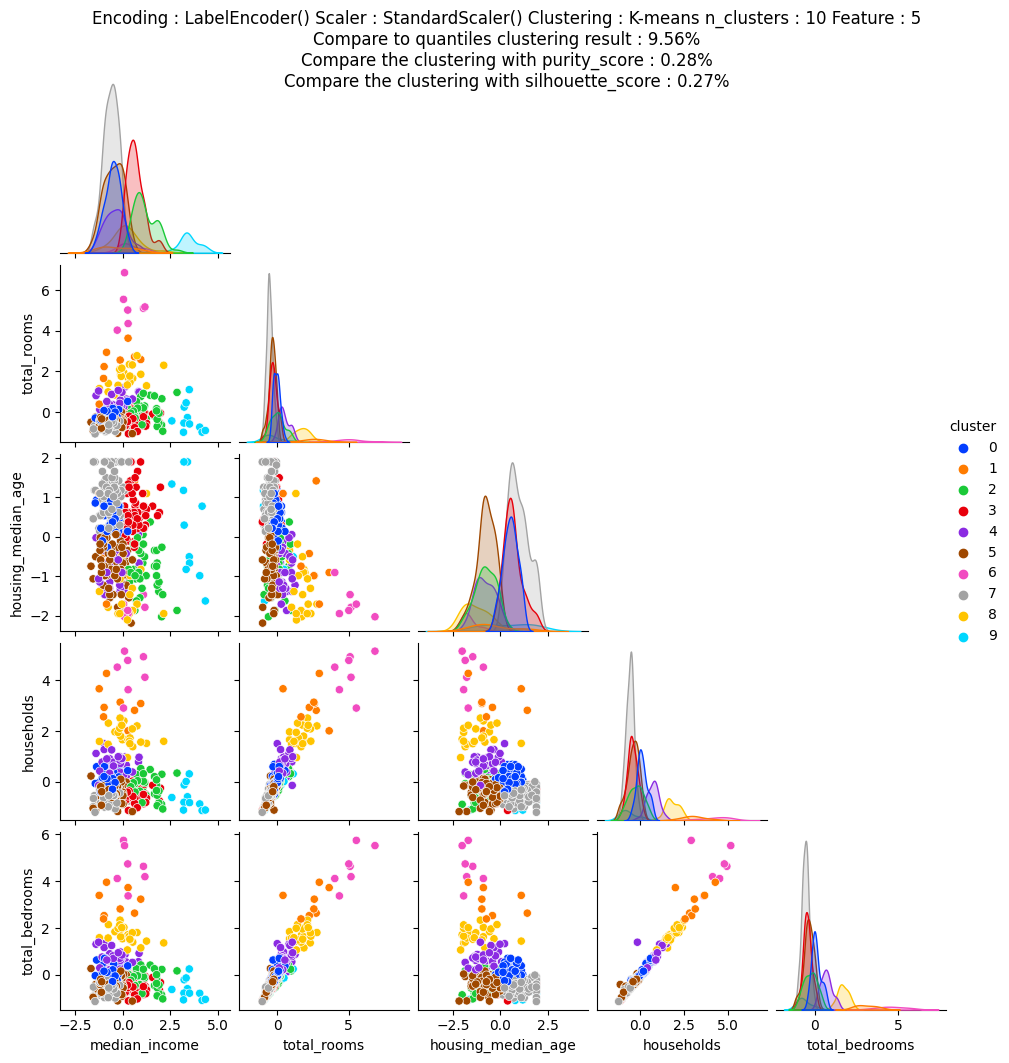 Encoding : LabelEncoder() Scaler : StandardScaler() Clustering : K-means n_clusters : 10 Feature : 5
Compare to quantiles clustering result : 9.56%
Compare the clustering with purity_score : 0.28%
Compare the clustering with silhouette_score : 0.27%
total_rooms
6
4
2
0
housing_median_age
2
1
0
−1
−2
households
4
2
0
total_bedrooms
6
4
2
0
−2.5 0.0 2.5 5.0
median_income
0 5
total_rooms
−2.5 0.0 2.5
housing_median_age
0.0 2.5 5.0
households
0 5
total_bedrooms
cluster
0
1
2
3
4
5
6
7
8
9